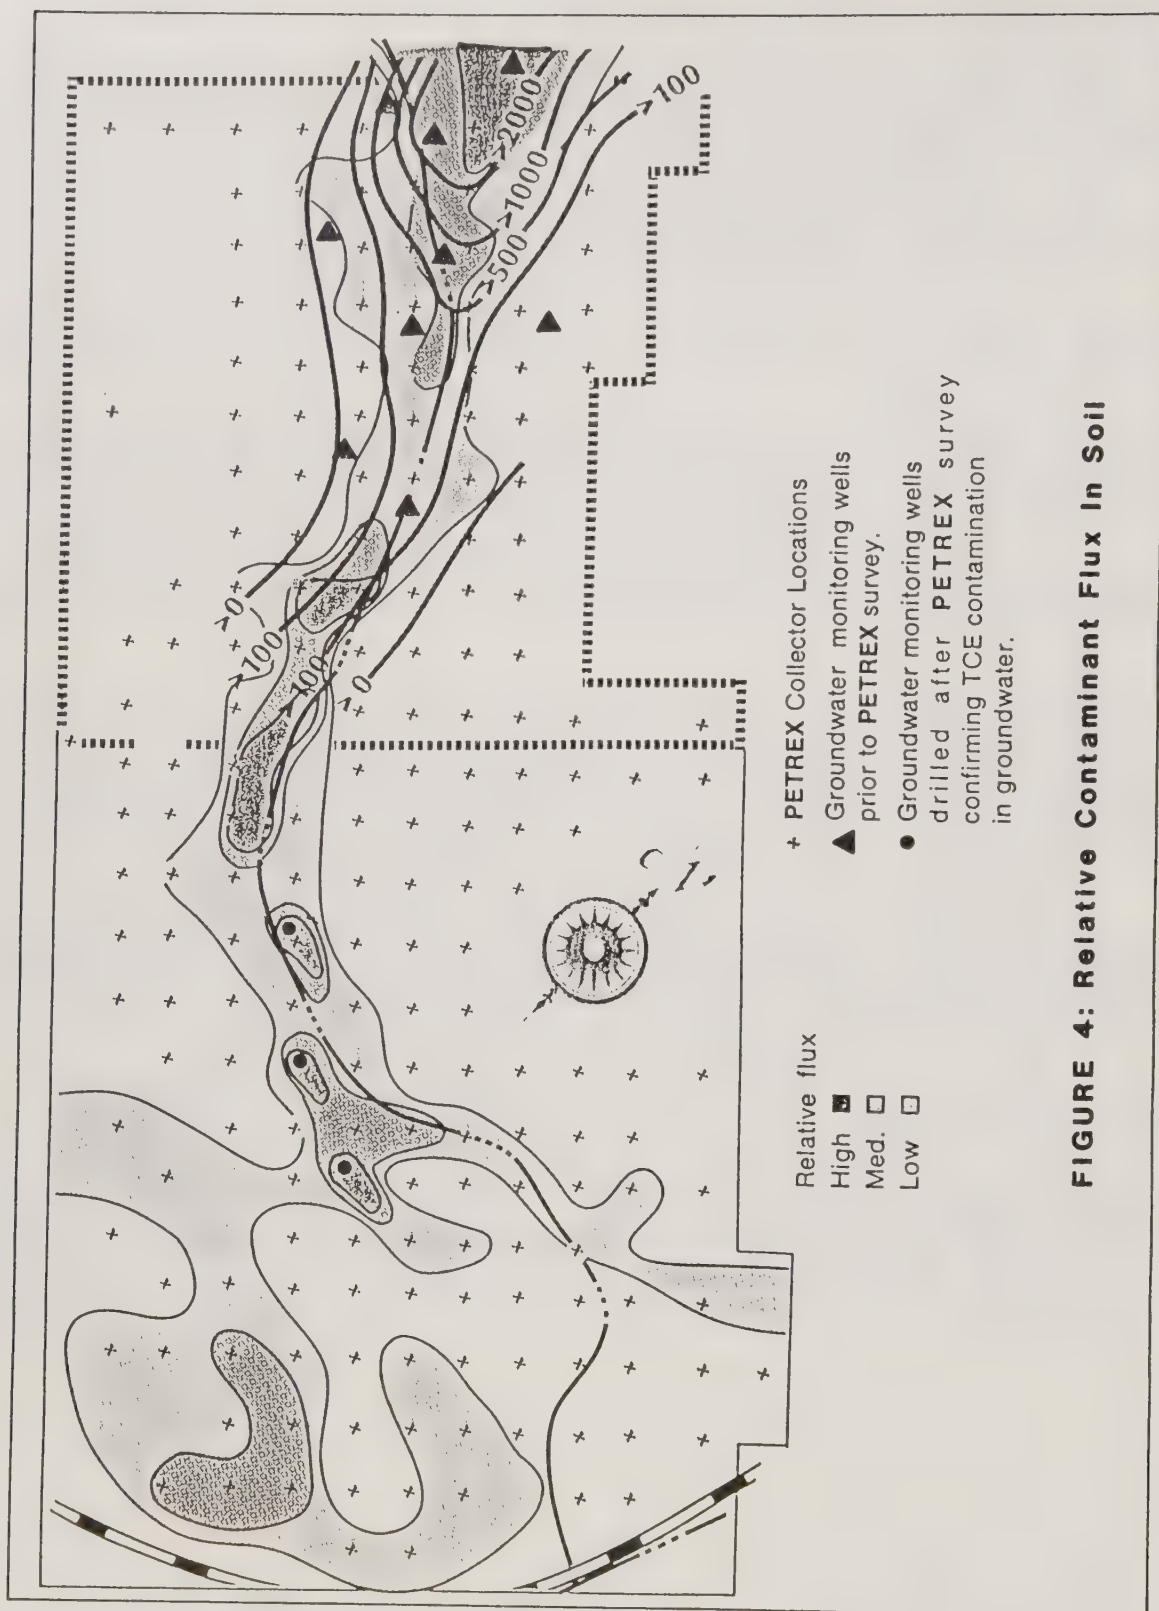 >2000
>1000
>500
>100
>0
>100
>100
>0
+ PETREX Collector Locations
▲ Groundwater monitoring wells
prior to PETREX survey.
● Groundwater monitoring wells
drilled after PETREX survey
confirming TCE contamination
in groundwater.
Relative flux
High
Med.
Low
FIGURE 4: Relative Contaminant Flux In Soil